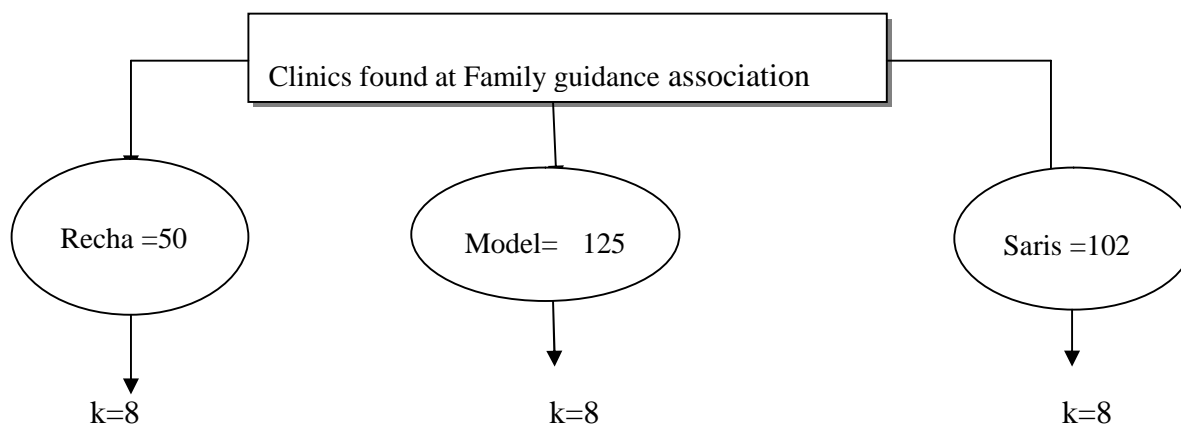 Clinics found at Family guidance association
Recha =50
Model= 125
Saris =102
k=8
k=8
k=8